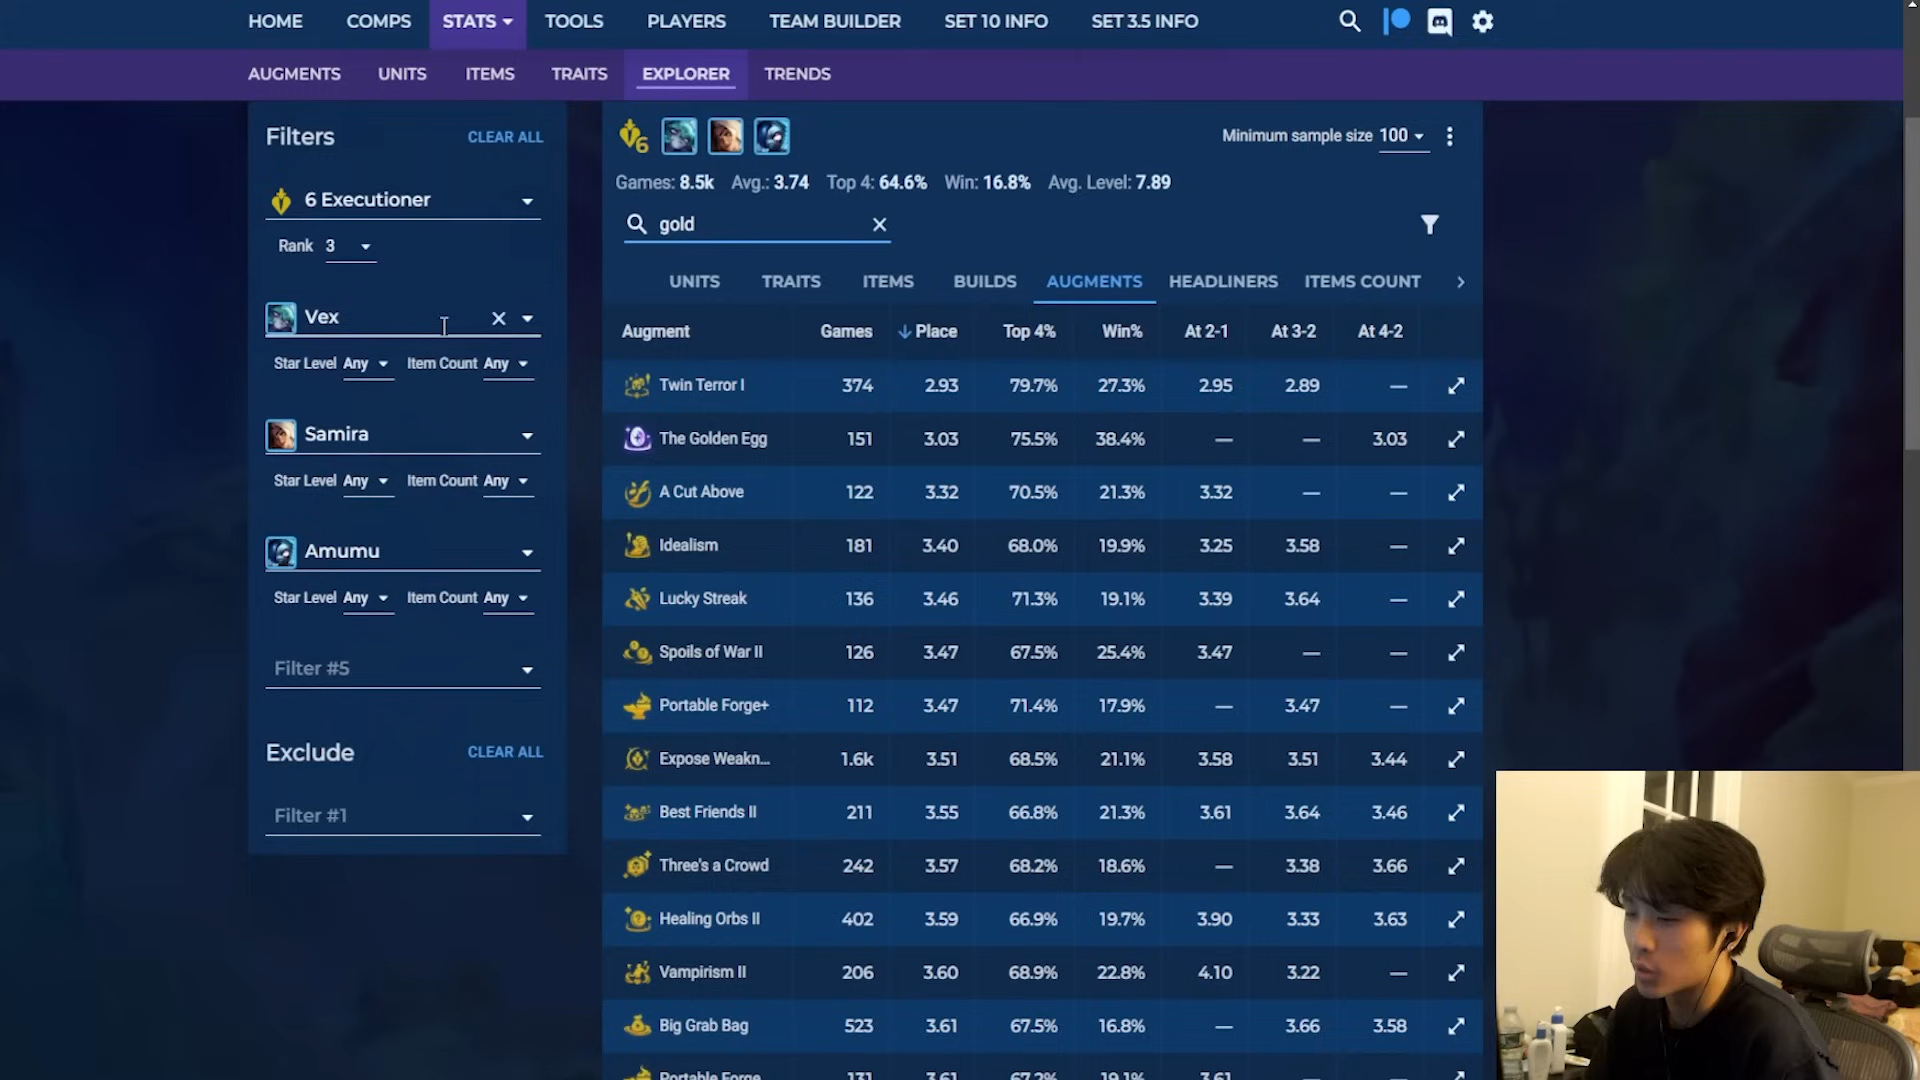 HOME COMPS STATS TOOLS PLAYERS TEAM BUILDER SET 10 INFO SET 3.5 INFO
AUGMENTS UNITS ITEMS TRAITS EXPLORER TRENDS
Filters CLEAR ALL
6 Executioner
Rank 3
Vex
Star Level Any Item Count Any
Samira
Star Level Any Item Count Any
Amumu
Star Level Any Item Count Any
Filter #5
Exclude CLEAR ALL
Filter #1
6
Minimum sample size 100
Games: 8.5k Avg.: 3.74 Top 4: 64.6% Win: 16.8% Avg. Level: 7.89
gold
UNITS TRAITS ITEMS BUILDS AUGMENTS HEADLINERS ITEMS COUNT
Augment Games Place Top 4% Win% At 2-1 At 3-2 At 4-2
Twin Terror I 374 2.93 79.7% 27.3% 2.95 2.89 —
The Golden Egg 151 3.03 75.5% 38.4% — — 3.03
A Cut Above 122 3.32 70.5% 21.3% 3.32 — —
Idealism 181 3.40 68.0% 19.9% 3.25 3.58 —
Lucky Streak 136 3.46 71.3% 19.1% 3.39 3.64 —
Spoils of War II 126 3.47 67.5% 25.4% 3.47 — —
Portable Forge+ 112 3.47 71.4% 17.9% — 3.47 —
Expose Weakn... 1.6k 3.51 68.5% 21.1% 3.58 3.51 3.44
Best Friends II 211 3.55 66.8% 21.3% 3.61 3.64 3.46
Three's a Crowd 242 3.57 68.2% 18.6% — 3.38 3.66
Healing Orbs II 402 3.59 66.9% 19.7% 3.90 3.33 3.63
Vampirism II 206 3.60 68.9% 22.8% 4.10 3.22 —
Big Grab Bag 523 3.61 67.5% 16.8% — 3.66 3.58
Portable Forge 131 3.61 67.2% 19.1% 3.61 — —